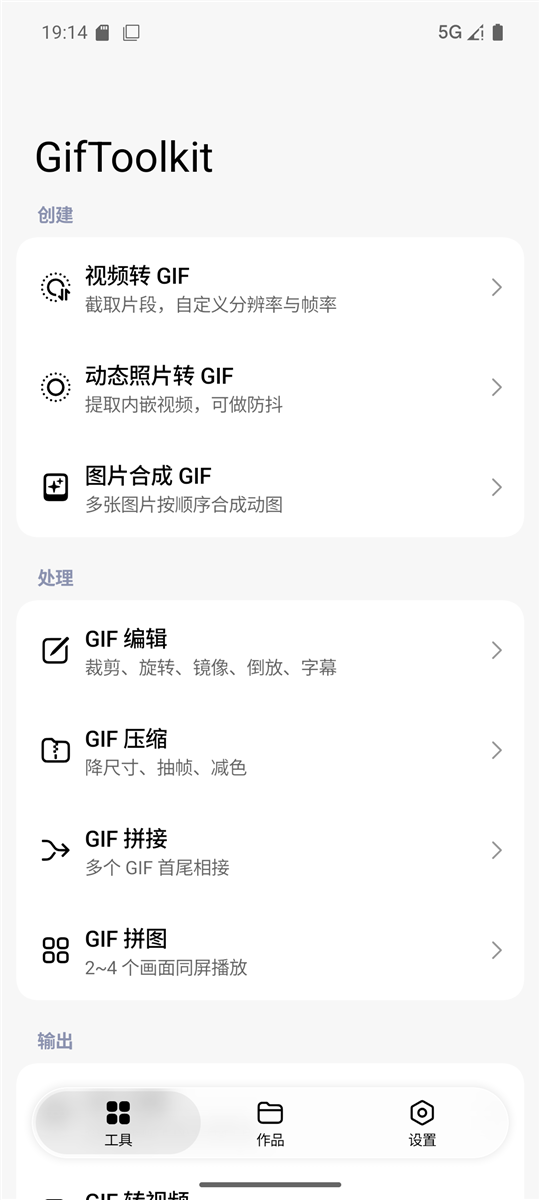 19:14
5G
GifToolkit
创建
视频转 GIF
截取片段，自定义分辨率与帧率
动态照片转 GIF
提取内嵌视频，可做防抖
图片合成 GIF
多张图片按顺序合成动图
处理
GIF 编辑
裁剪、旋转、镜像、倒放、字幕
GIF 压缩
降尺寸、抽帧、减色
GIF 拼接
多个 GIF 首尾相接
GIF 拼图
2~4 个画面同屏播放
输出
工具
作品
设置
GIF 转视频